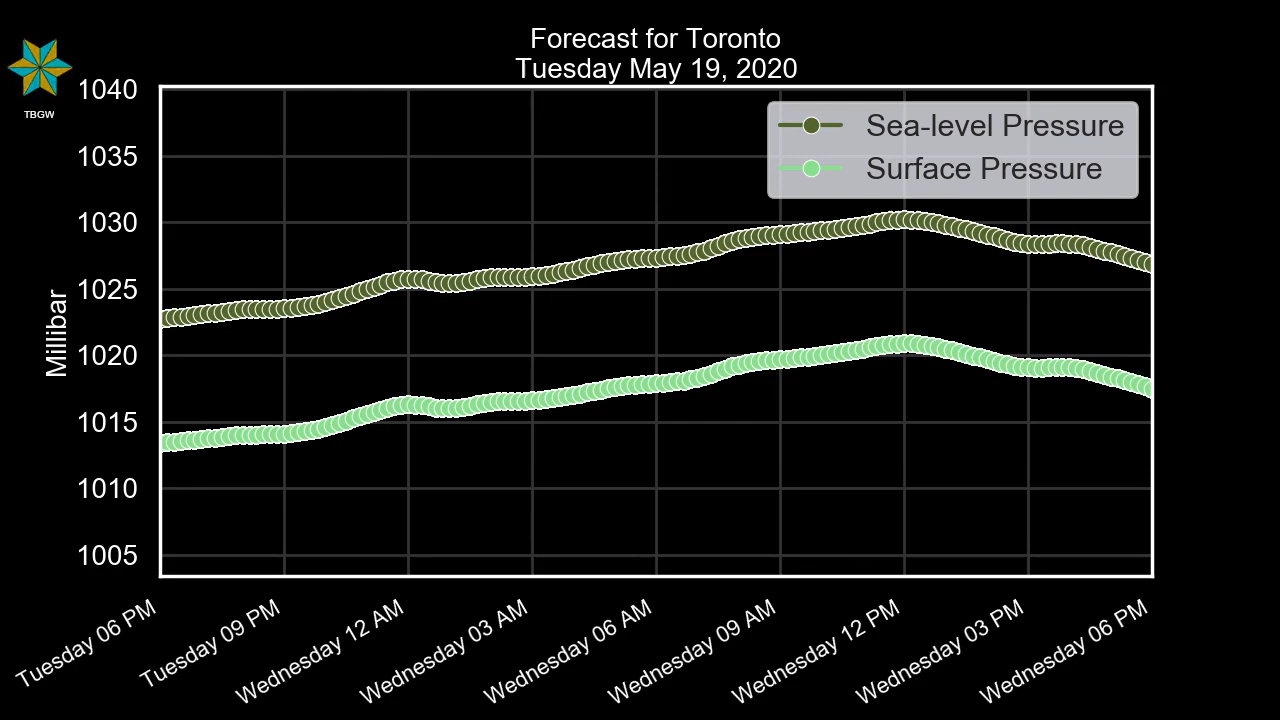 Forecast for Toronto
Tuesday May 19, 2020
TBGW
Sea-level Pressure
Surface Pressure
Millibar
1040
1035
1030
1025
1020
1015
1010
1005
Tuesday 06 PM
Tuesday 09 PM
Wednesday 12 AM
Wednesday 03 AM
Wednesday 06 AM
Wednesday 09 AM
Wednesday 12 PM
Wednesday 03 PM
Wednesday 06 PM